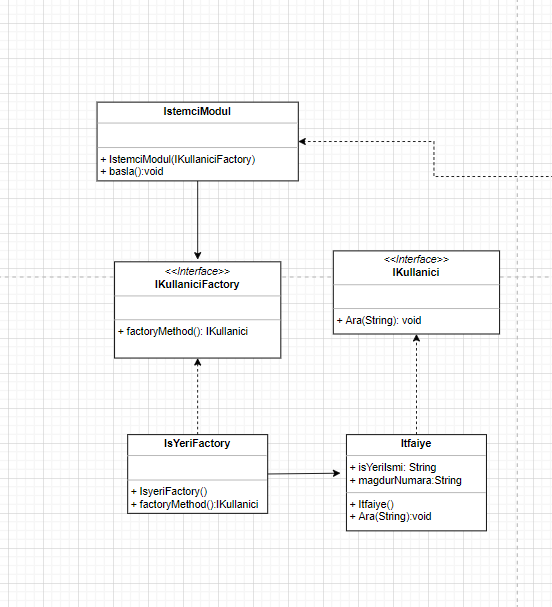 IstemciModul
+ IstemciModul(IKullaniciFactory)
+ basla():void
<<Interface>>
IKullaniciFactory
+ factoryMethod(): IKullanici
<<Interface>>
IKullanici
+ Ara(String): void
IsYeriFactory
+ IsyeriFactory()
+ factoryMethod():IKullanici
Itfaiye
+ isYeriIsmi: String
+ magdurNumara:String
+ Itfaiye()
+ Ara(String):void